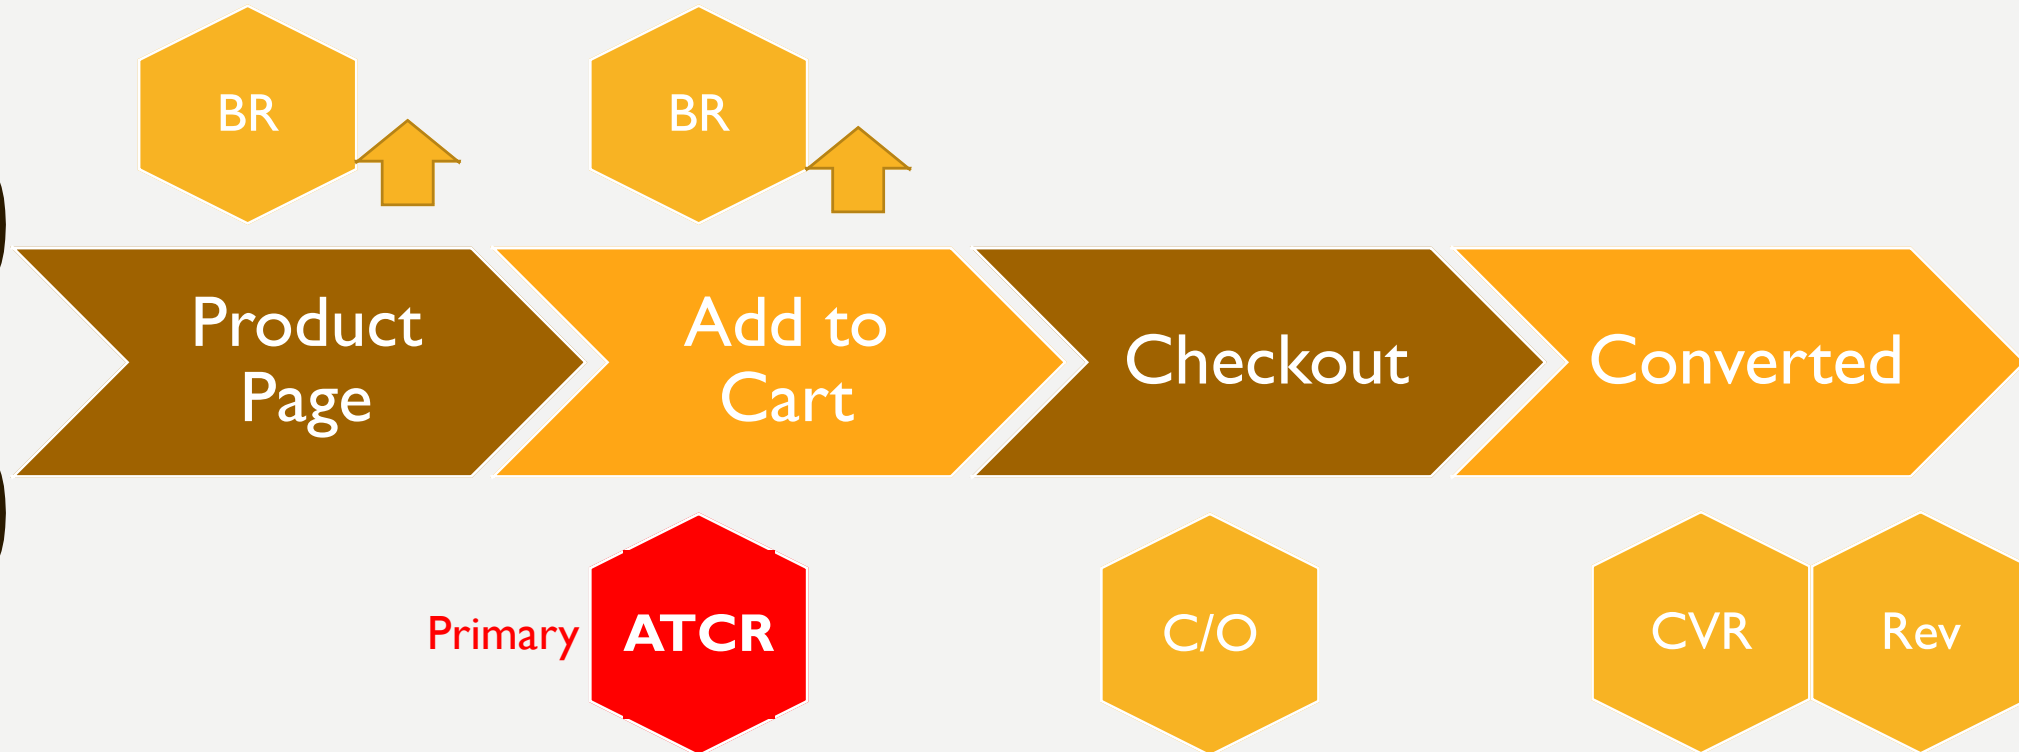 BR
BR
Product
Page
Add to
Cart
Checkout
Converted
Primary
ATCR
C/O
CVR
Rev